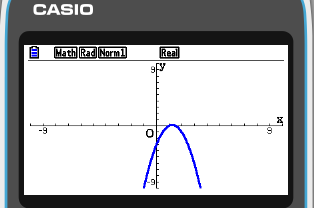 CASIO
Math Rad Norm1 Real
9 y
-9 O 9 x
-9